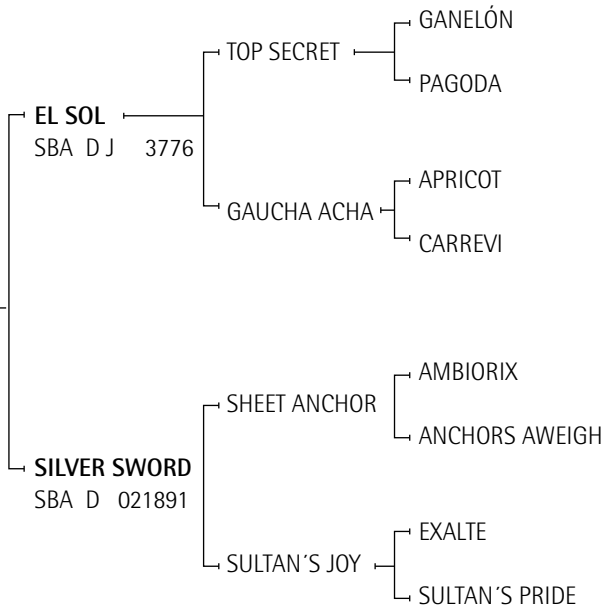 GANELÓN
TOP SECRET
PAGODA
EL SOL
SBA D J 3776
APRICOT
GAUCHA ACHA
CARREVI
AMBIORIX
SHEET ANCHOR
ANCHORS AWEIGH
SILVER SWORD
SBA D 021891
EXALTE
SULTAN´S JOY
SULTAN´S PRIDE